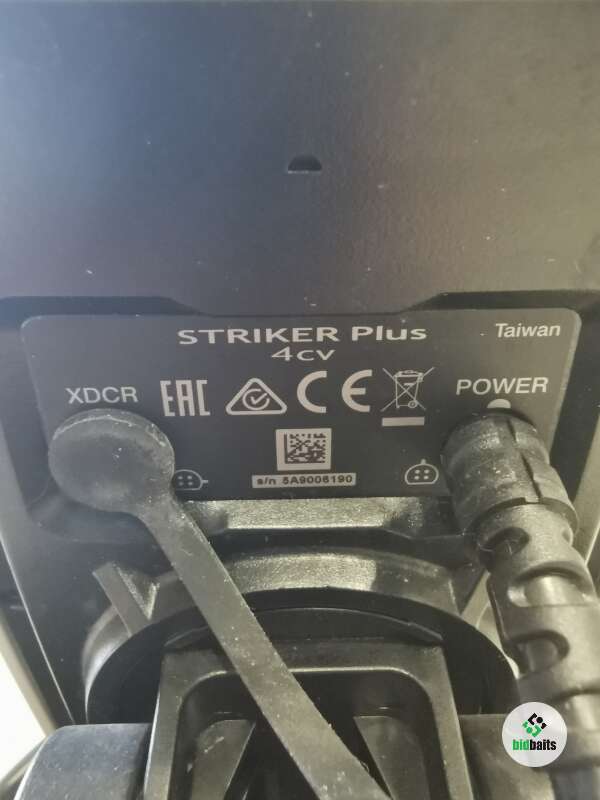 STRIKER Plus
4cv
Taiwan
XDCR
EAC
CE
POWER
s/n 5A9006190
bidbaits